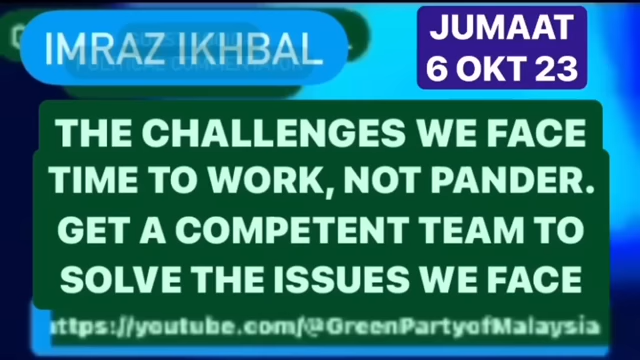 IMRAZ IKHBAL
JUMAAT
6 OKT 23
THE CHALLENGES WE FACE
TIME TO WORK, NOT PANDER.
GET A COMPETENT TEAM TO
SOLVE THE ISSUES WE FACE
https://youtube.com/@GreenPartyofMalaysia